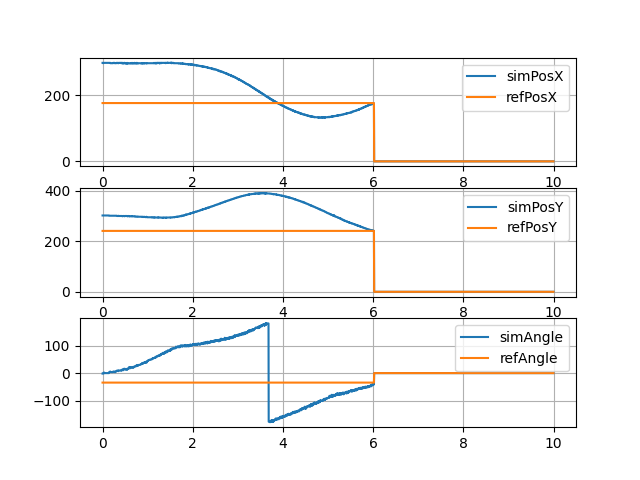 simPosX
refPosX
200
0
0 2 4 6 8 10
simPosY
refPosY
400
200
0
0 2 4 6 8 10
simAngle
refAngle
100
0
−100
0 2 4 6 8 10